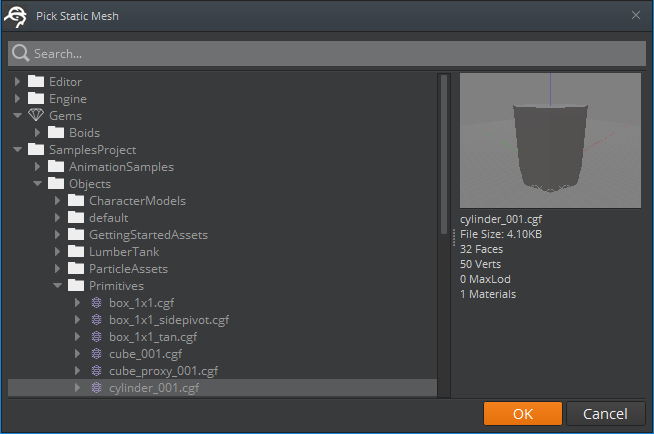 Pick Static Mesh
Search...
Editor
Engine
Gems
Boids
SamplesProject
AnimationSamples
Objects
CharacterModels
default
GettingStartedAssets
LumberTank
ParticleAssets
Primitives
box_1x1.cgf
box_1x1_sidepivot.cgf
box_1x1_tan.cgf
cube_001.cgf
cube_proxy_001.cgf
cylinder_001.cgf
cylinder_001.cgf
File Size: 4.10KB
32 Faces
50 Verts
0 MaxLod
1 Materials
OK
Cancel